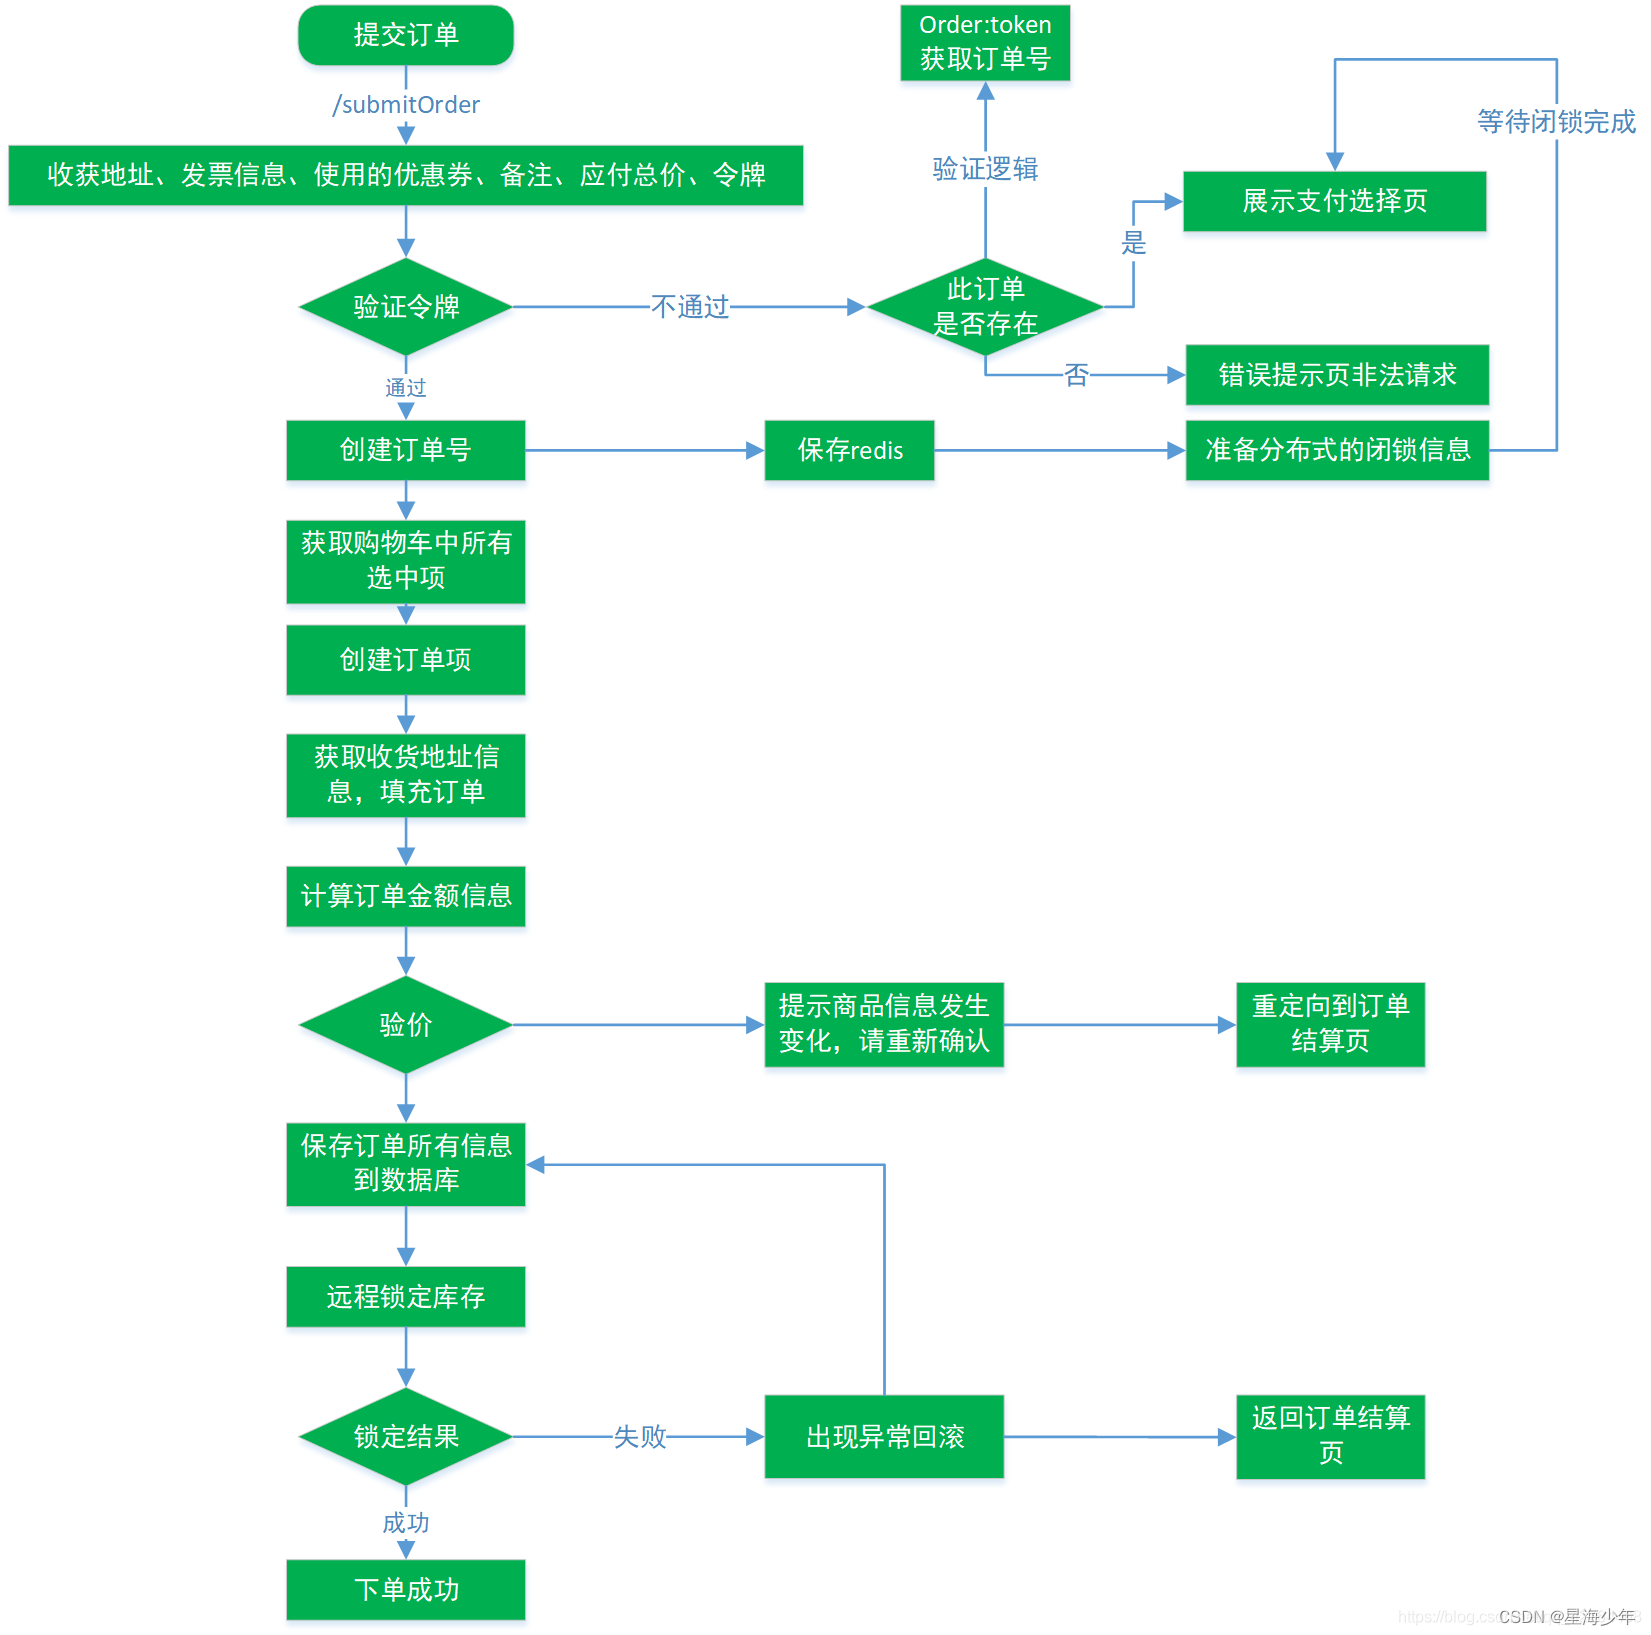 提交订单
Order:token
获取订单号
/submitOrder
等待闭锁完成
收获地址、发票信息、使用的优惠券、备注、应付总价、令牌
验证逻辑
展示支付选择页
是
验证令牌
不通过
此订单
是否存在
通过
否
错误提示页非法请求
创建订单号
保存redis
准备分布式的闭锁信息
获取购物车中所有
选中项
创建订单项
获取收货地址信
息，填充订单
计算订单金额信息
验价
提示商品信息发生
变化，请重新确认
重定向到订单
结算页
保存订单所有信息
到数据库
远程锁定库存
锁定结果
失败
出现异常回滚
返回订单结算
页
成功
下单成功
https://blog.cs
CSDN @星海少年